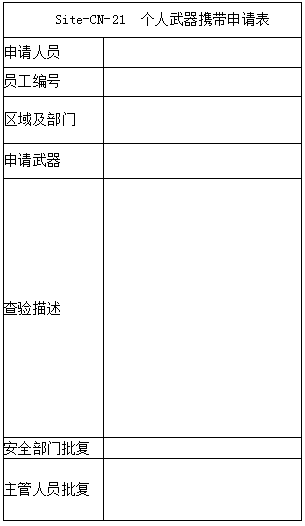 Site-CN-21 个人武器携带申请表
申请人员
员工编号
区域及部门
申请武器
查验描述
安全部门批复
主管人员批复